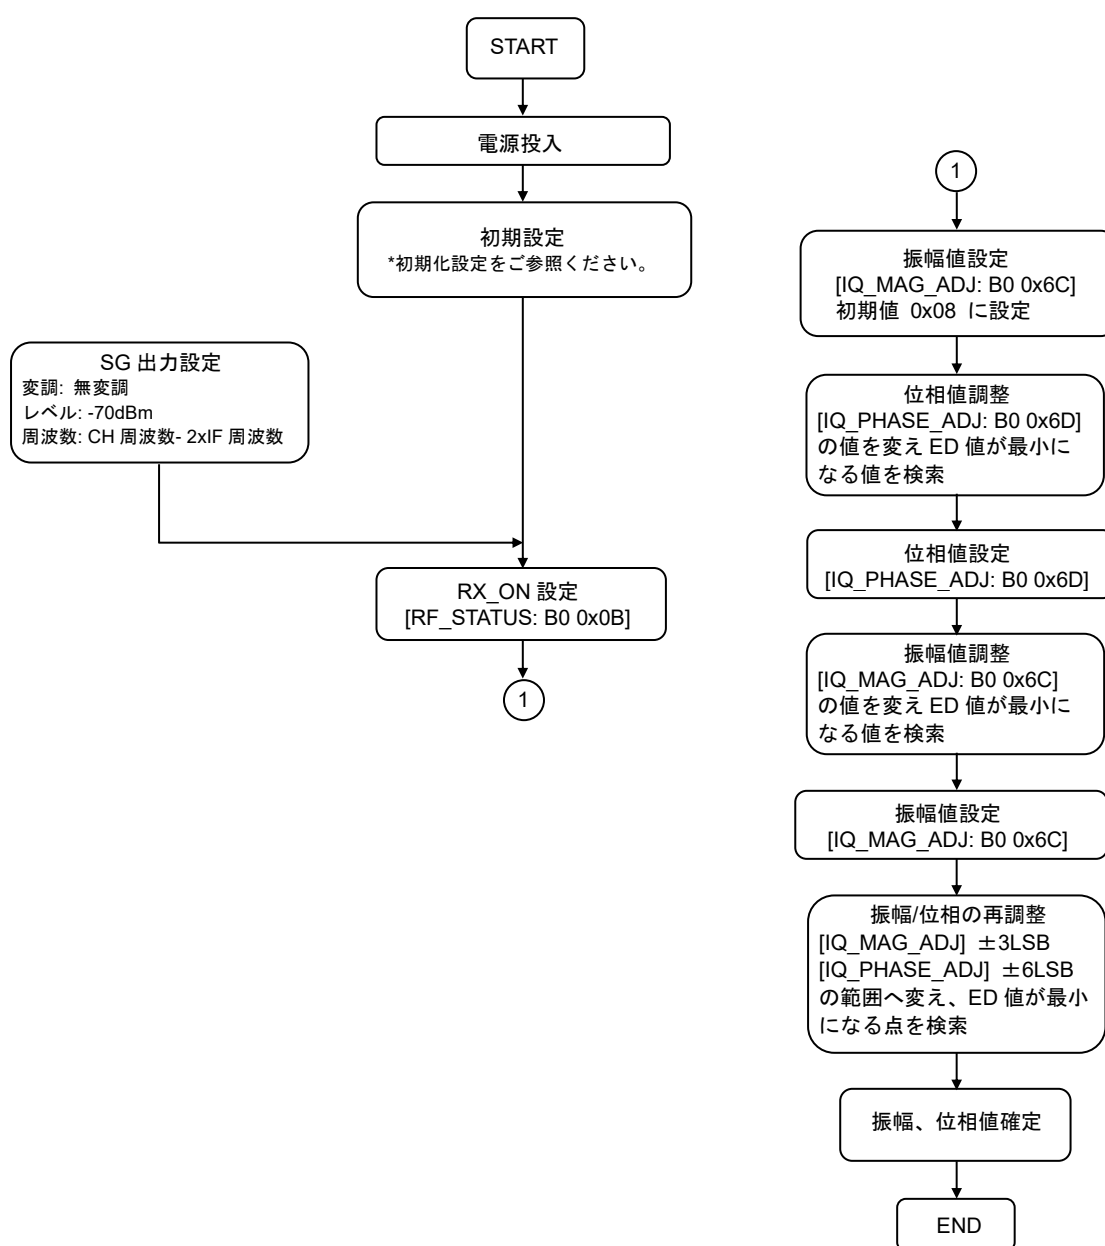 START
電源投入
初期設定
*初期化設定をご参照ください。
SG 出力設定
変調: 無変調
レベル: -70dBm
周波数: CH 周波数- 2xIF 周波数
RX_ON 設定
[RF_STATUS: B0 0x0B]
1
1
振幅値設定
[IQ_MAG_ADJ: B0 0x6C]
初期値 0x08 に設定
位相値調整
[IQ_PHASE_ADJ: B0 0x6D]
の値を変え ED 値が最小に
なる値を検索
位相値設定
[IQ_PHASE_ADJ: B0 0x6D]
振幅値調整
[IQ_MAG_ADJ: B0 0x6C]
の値を変え ED 値が最小に
なる値を検索
振幅値設定
[IQ_MAG_ADJ: B0 0x6C]
振幅/位相の再調整
[IQ_MAG_ADJ] ±3LSB
[IQ_PHASE_ADJ] ±6LSB
の範囲へ変え、ED 値が最小
になる点を検索
振幅、位相値確定
END